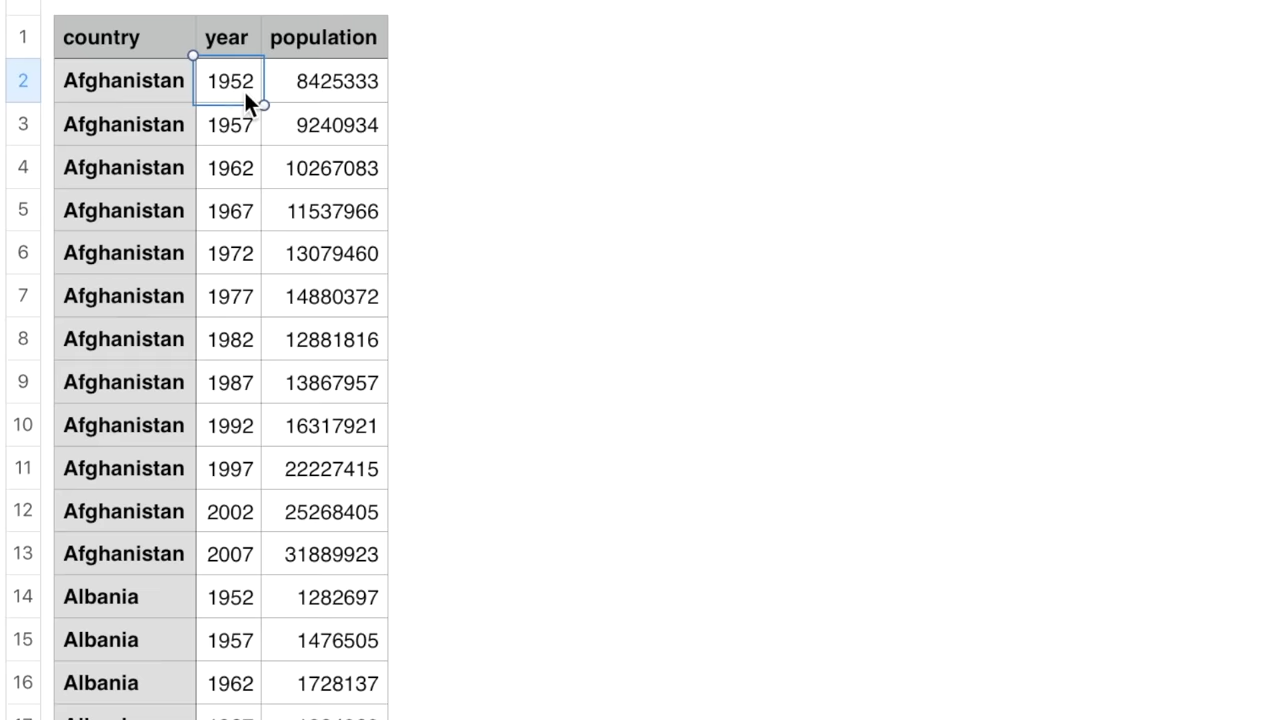 1 country year population
2 Afghanistan 1952 8425333
3 Afghanistan 1957 9240934
4 Afghanistan 1962 10267083
5 Afghanistan 1967 11537966
6 Afghanistan 1972 13079460
7 Afghanistan 1977 14880372
8 Afghanistan 1982 12881816
9 Afghanistan 1987 13867957
10 Afghanistan 1992 16317921
11 Afghanistan 1997 22227415
12 Afghanistan 2002 25268405
13 Afghanistan 2007 31889923
14 Albania 1952 1282697
15 Albania 1957 1476505
16 Albania 1962 1728137